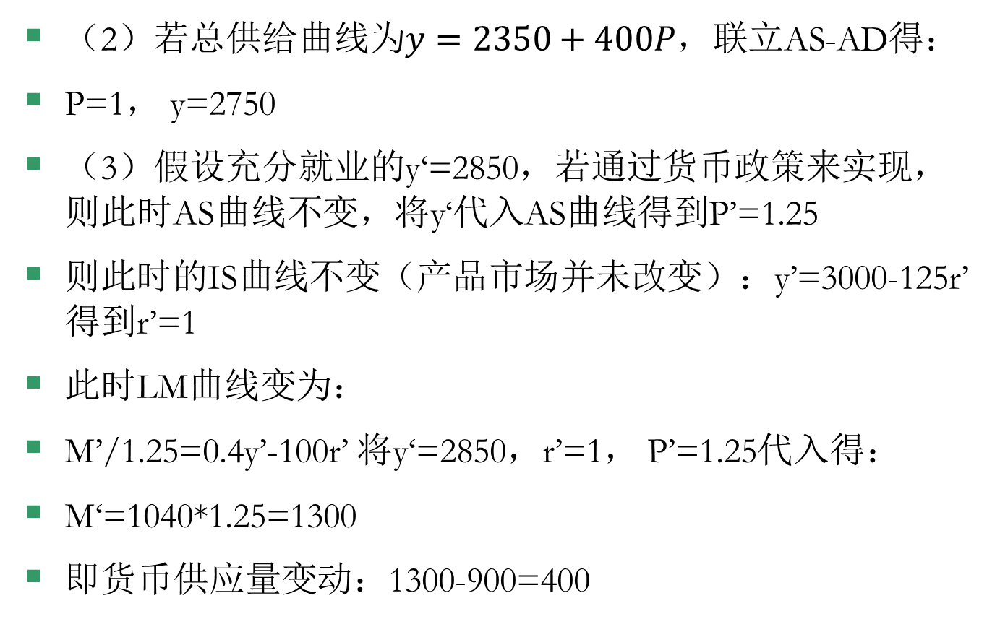 （2）若总供给曲线为y = 2350 + 400P，联立AS-AD得：
P=1， y=2750
（3）假设充分就业的y‘=2850，若通过货币政策来实现，
则此时AS曲线不变，将y‘代入AS曲线得到P’=1.25
则此时的IS曲线不变（产品市场并未改变）：y’=3000-125r’
得到r’=1
此时LM曲线变为：
M’/1.25=0.4y’-100r’ 将y‘=2850，r’=1， P’=1.25代入得：
M‘=1040*1.25=1300
即货币供应量变动：1300-900=400